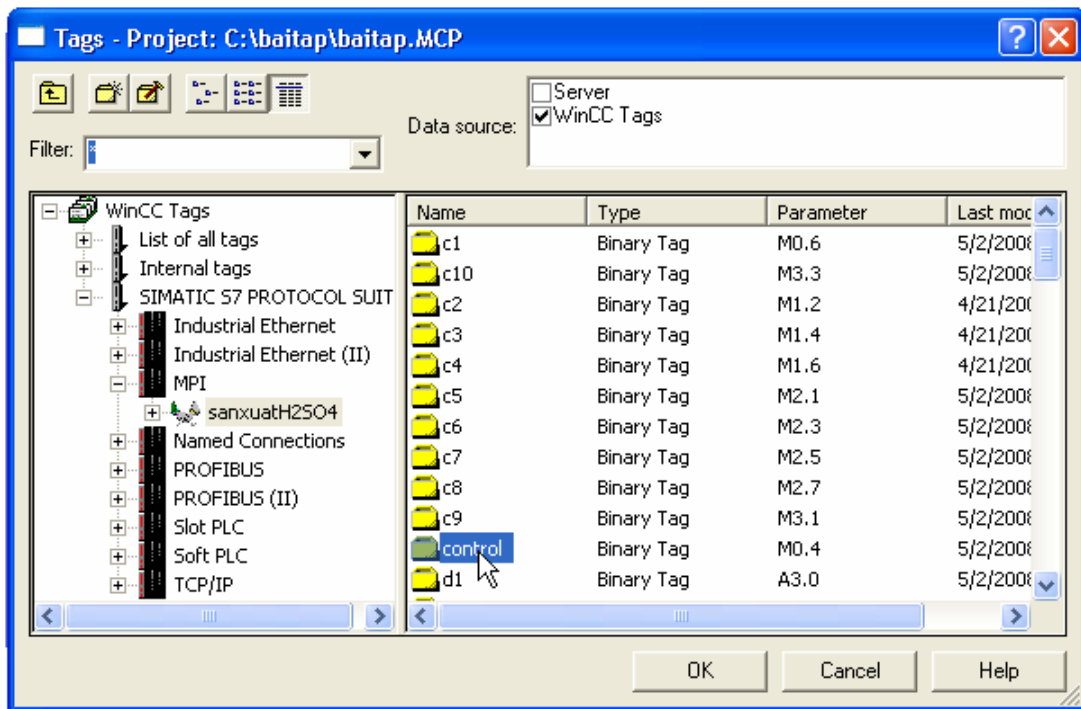 Tags - Project: C:\baitap\baitap.MCP
Server
WinCC Tags
Data source:
Filter: *
WinCC Tags
List of all tags
Internal tags
SIMATIC S7 PROTOCOL SUIT
Industrial Ethernet
Industrial Ethernet (II)
MPI
sanxuatH2SO4
Named Connections
PROFIBUS
PROFIBUS (II)
Slot PLC
Soft PLC
TCP/IP
Name Type Parameter Last moc
c1 Binary Tag M0.6 5/2/2008
c10 Binary Tag M3.3 5/2/2008
c2 Binary Tag M1.2 4/21/200
c3 Binary Tag M1.4 4/21/200
c4 Binary Tag M1.6 4/21/200
c5 Binary Tag M2.1 5/2/2008
c6 Binary Tag M2.3 5/2/2008
c7 Binary Tag M2.5 5/2/2008
c8 Binary Tag M2.7 5/2/2008
c9 Binary Tag M3.1 5/2/2008
control Binary Tag M0.4 5/2/2008
d1 Binary Tag A3.0 5/2/2008
OK Cancel Help